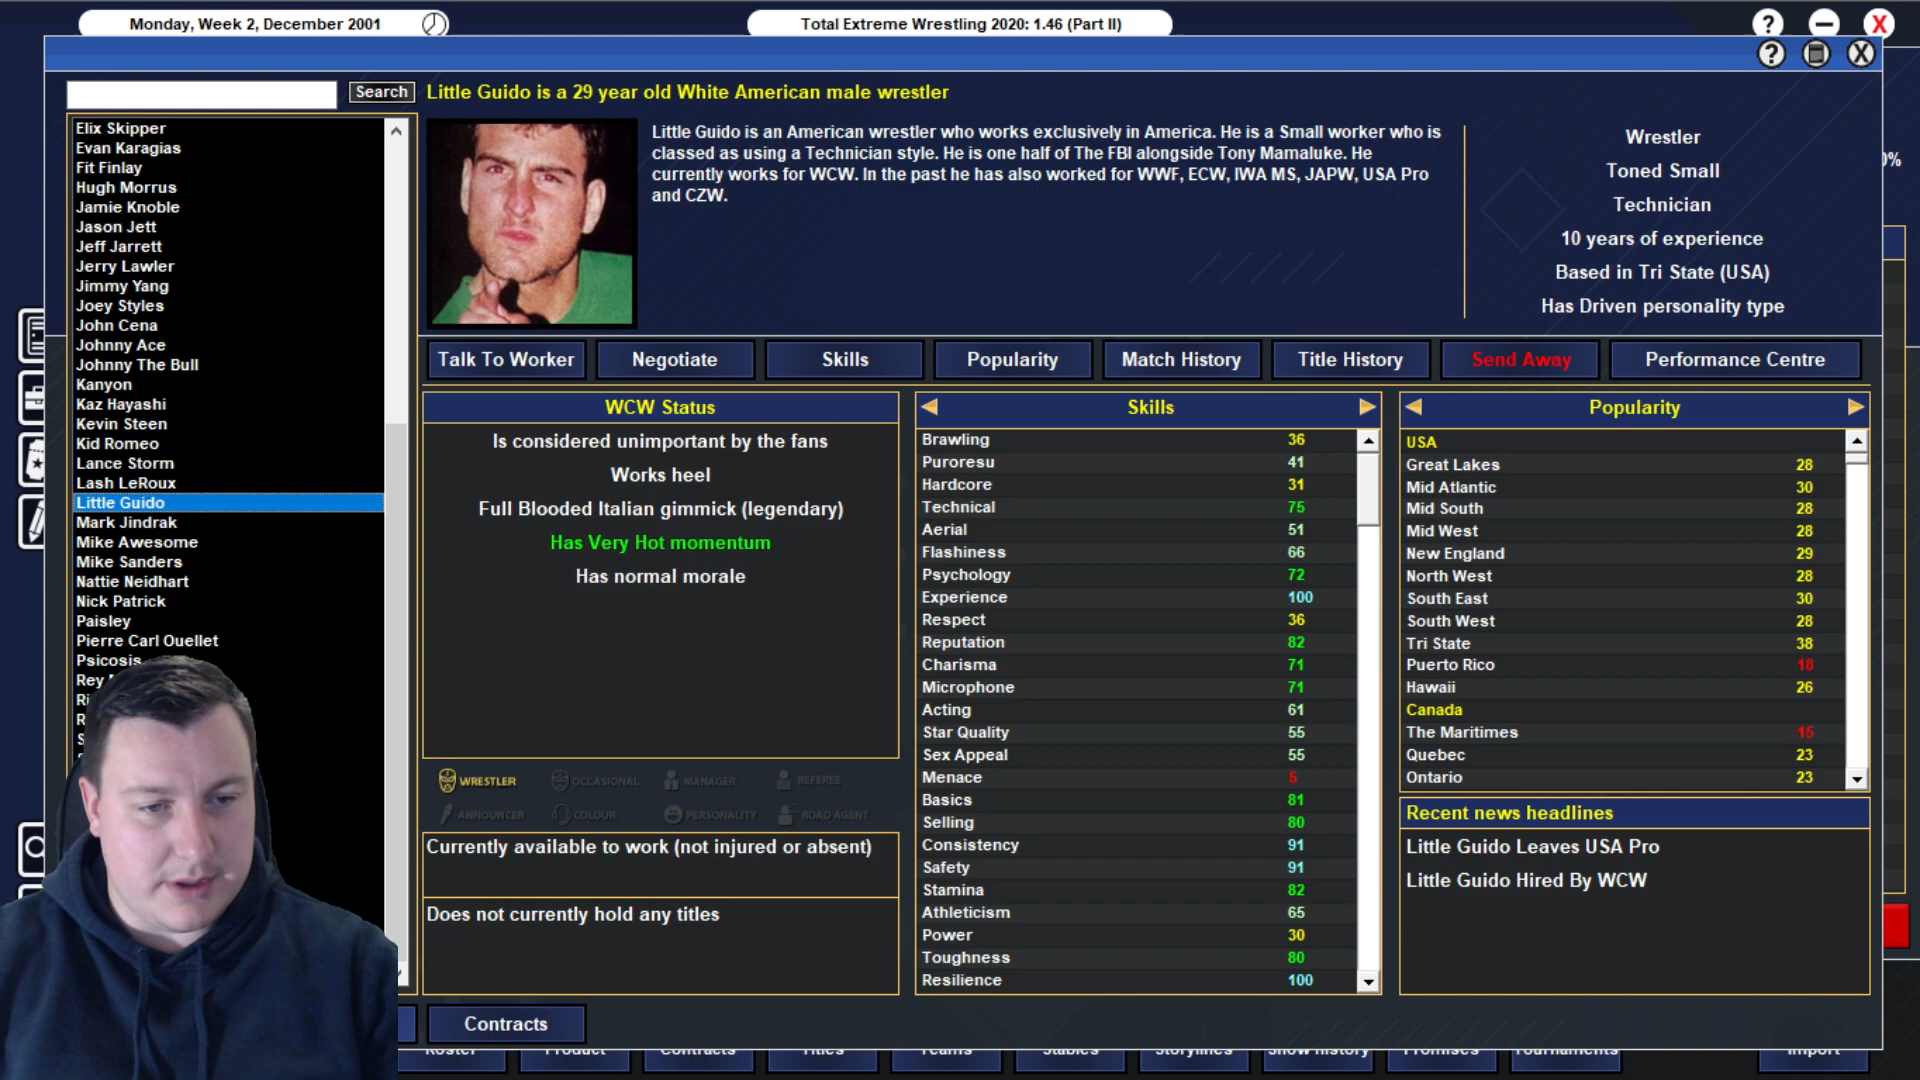 Monday, Week 2, December 2001
Total Extreme Wrestling 2020: 1.46 (Part II)
? X
? X
Search
Little Guido is a 29 year old White American male wrestler
Elix Skipper
Evan Karagias
Fit Finlay
Hugh Morrus
Jamie Knoble
Jason Jett
Jeff Jarrett
Jerry Lawler
Jimmy Yang
Joey Styles
John Cena
Johnny Ace
Johnny The Bull
Kanyon
Kaz Hayashi
Kevin Steen
Kid Romeo
Lance Storm
Lash LeRoux
Little Guido
Mark Jindrak
Mike Awesome
Mike Sanders
Nattie Neidhart
Nick Patrick
Paisley
Pierre Carl Ouellet
Psicosis
Rey
Little Guido is an American wrestler who works exclusively in America. He is a Small worker who is
classed as using a Technician style. He is one half of The FBI alongside Tony Mamaluke. He
currently works for WCW. In the past he has also worked for WWF, ECW, IWA MS, JAPW, USA Pro
and CZW.
Wrestler
Toned Small
Technician
10 years of experience
Based in Tri State (USA)
Has Driven personality type
0%
Talk To Worker Negotiate Skills Popularity Match History Title History Send Away Performance Centre
WCW Status
Is considered unimportant by the fans
Works heel
Full Blooded Italian gimmick (legendary)
Has Very Hot momentum
Has normal morale
WRESTLER OCCASIONAL MANAGER REFEREE
ANNOUNCER COLOUR PERSONALITY ROAD AGENT
Currently available to work (not injured or absent)
Does not currently hold any titles
Skills
Brawling 36
Puroresu 41
Hardcore 31
Technical 75
Aerial 51
Flashiness 66
Psychology 72
Experience 100
Respect 36
Reputation 82
Charisma 71
Microphone 71
Acting 61
Star Quality 55
Sex Appeal 55
Menace 5
Basics 81
Selling 80
Consistency 91
Safety 91
Stamina 82
Athleticism 65
Power 30
Toughness 80
Resilience 100
Popularity
USA
Great Lakes 28
Mid Atlantic 30
Mid South 28
Mid West 28
New England 29
North West 28
South East 30
South West 28
Tri State 38
Puerto Rico 18
Hawaii 26
Canada
The Maritimes 15
Quebec 23
Ontario 23
Recent news headlines
Little Guido Leaves USA Pro
Little Guido Hired By WCW
Contracts
Roster Product Contracts Titles Teams Stables Storylines Show History Promises Tournaments Import